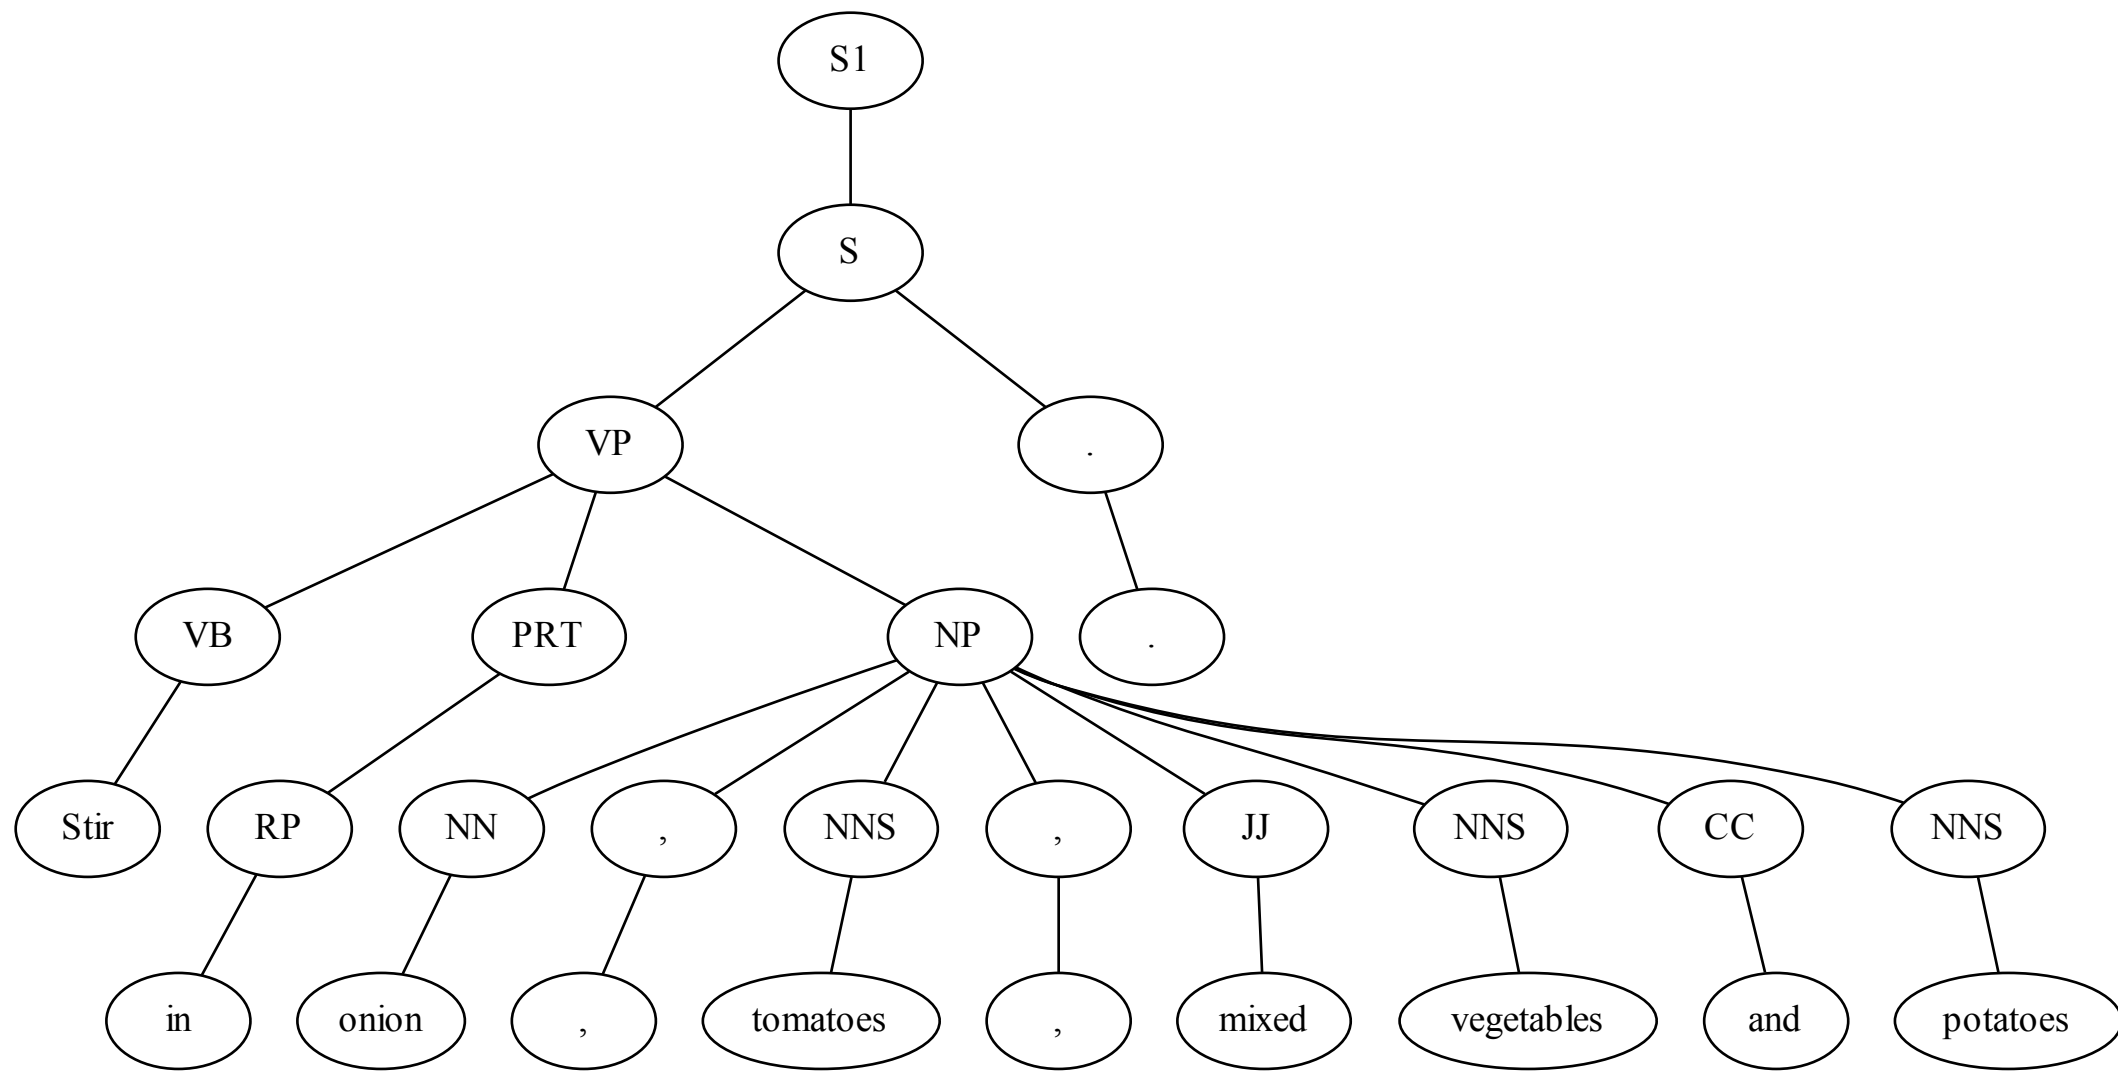 S1
S
VP .
VB PRT NP .
Stir RP NN , NNS , JJ NNS CC NNS
in onion , tomatoes , mixed vegetables and potatoes